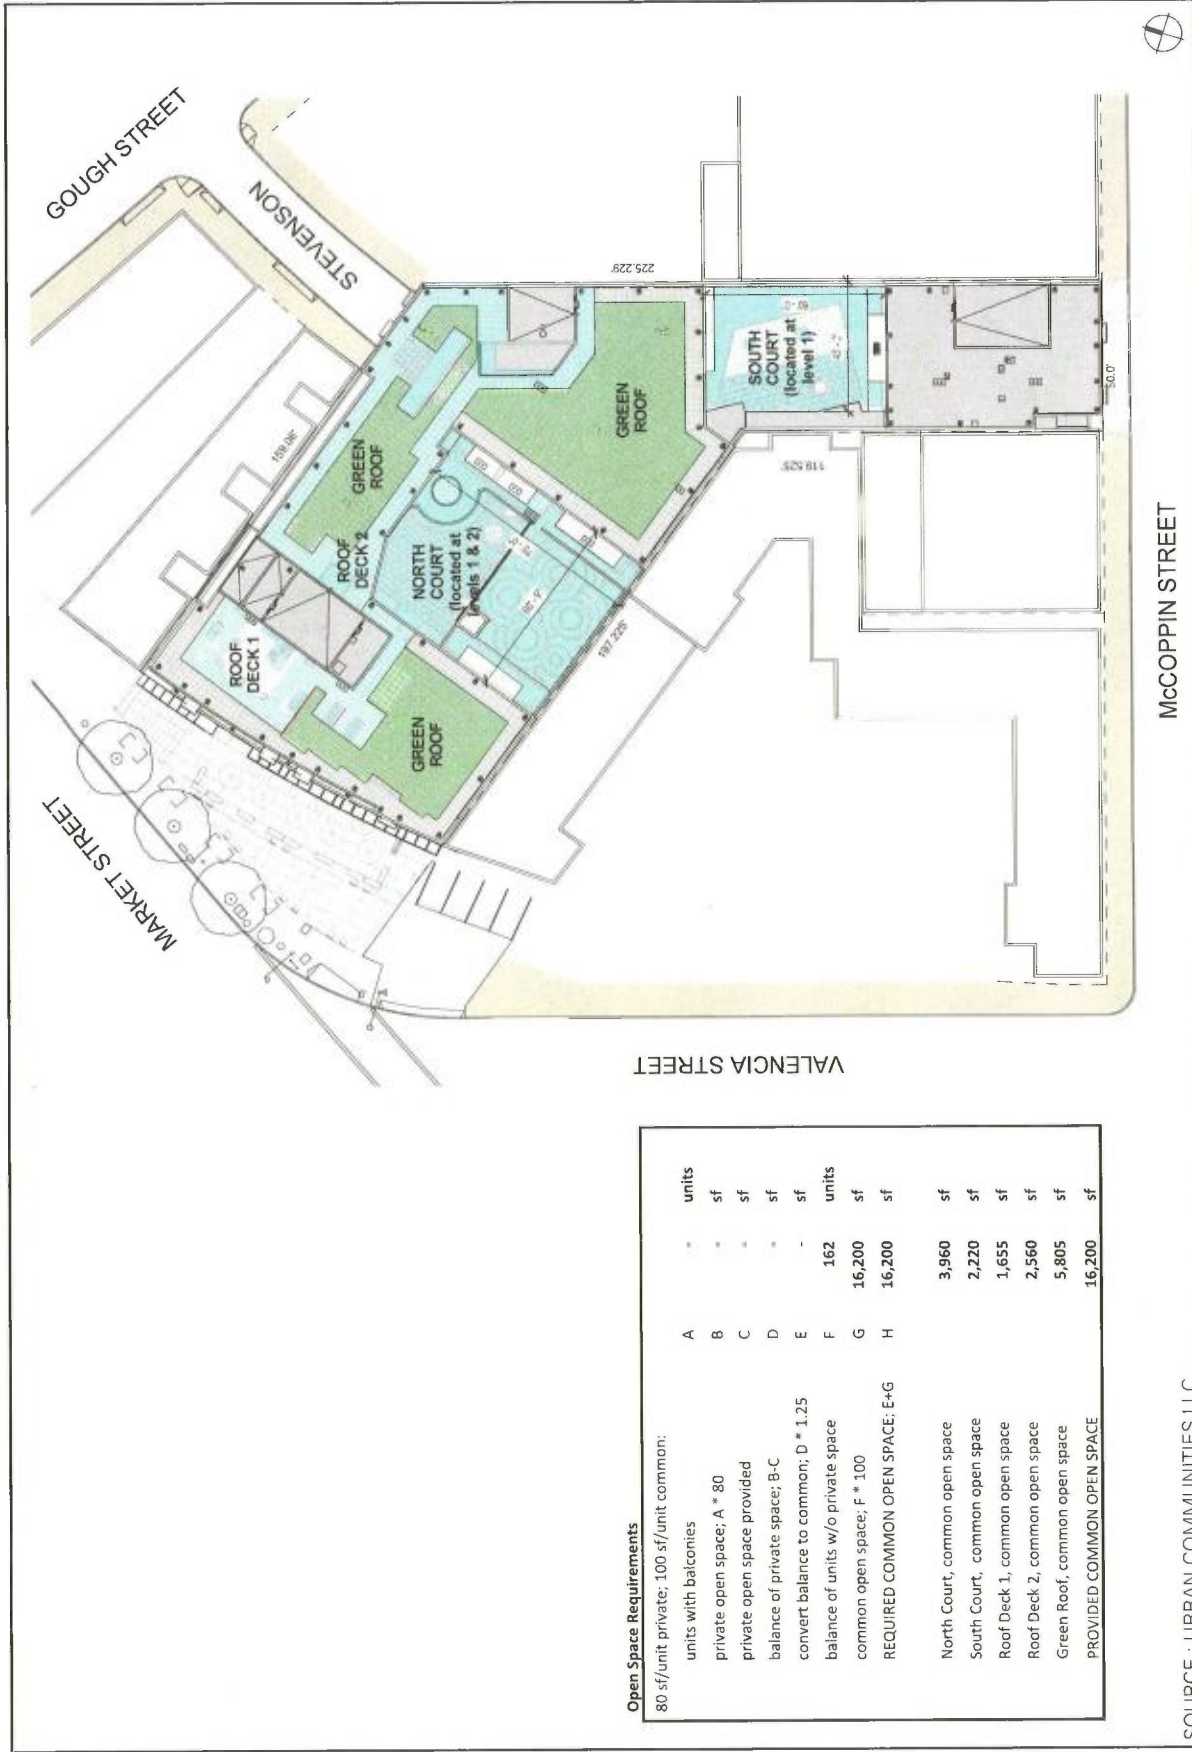 GOUGH STREET
STEVENSON
MARKET STREET
VALENCIA STREET
McCOPPIN STREET
159.08'
225.229'
197.225'
119.525'
50.0'
ROOF
DECK 1
GREEN
ROOF
ROOF
DECK 2
GREEN
ROOF
NORTH
COURT
(located at
levels 1 & 2)
GREEN
ROOF
SOUTH
COURT
(located at
level 1)
Open Space Requirements
80 sf/unit private; 100 sf/unit common:
units with balconies A - units
private open space; A * 80 B - sf
private open space provided C - sf
balance of private space; B-C D - sf
convert balance to common; D * 1.25 E - sf
balance of units w/o private space F 162 units
common open space; F * 100 G 16,200 sf
REQUIRED COMMON OPEN SPACE; E+G H 16,200 sf
North Court, common open space 3,960 sf
South Court, common open space 2,220 sf
Roof Deck 1, common open space 1,655 sf
Roof Deck 2, common open space 2,560 sf
Green Roof, common open space 5,805 sf
PROVIDED COMMON OPEN SPACE 16,200 sf
SOURCE : URBAN COMMUNITIES LLC